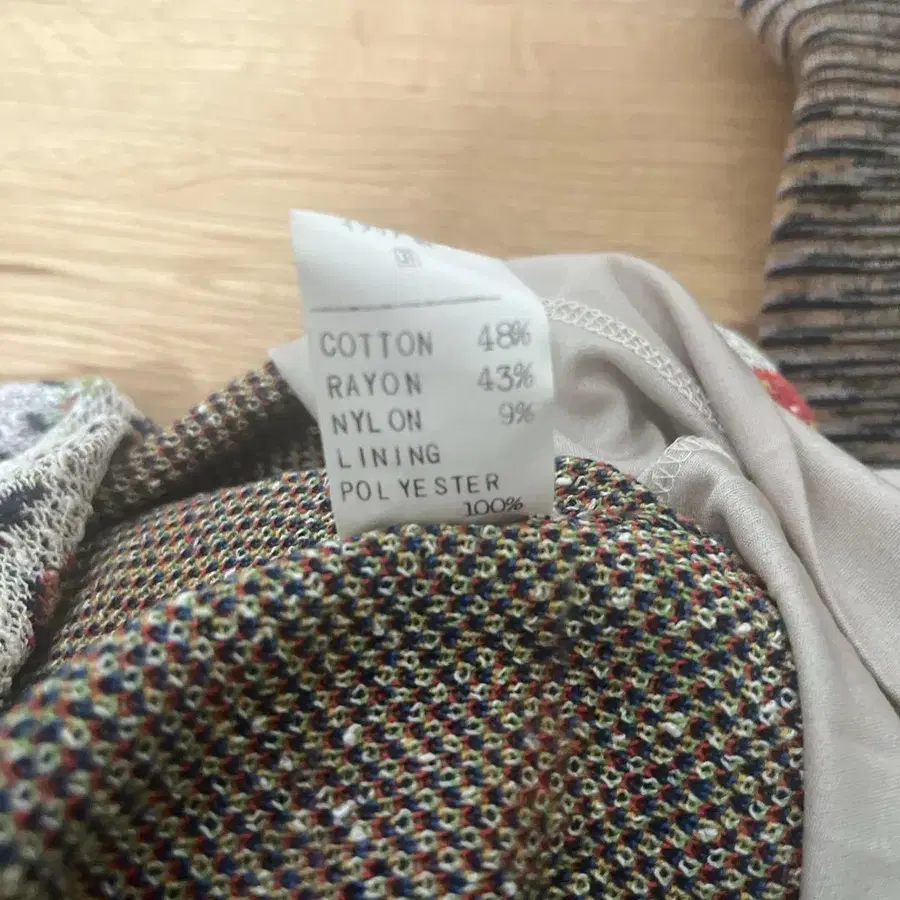 COTTON 48%
RAYON 43%
NYLON 9%
LINING
POLYESTER
100%